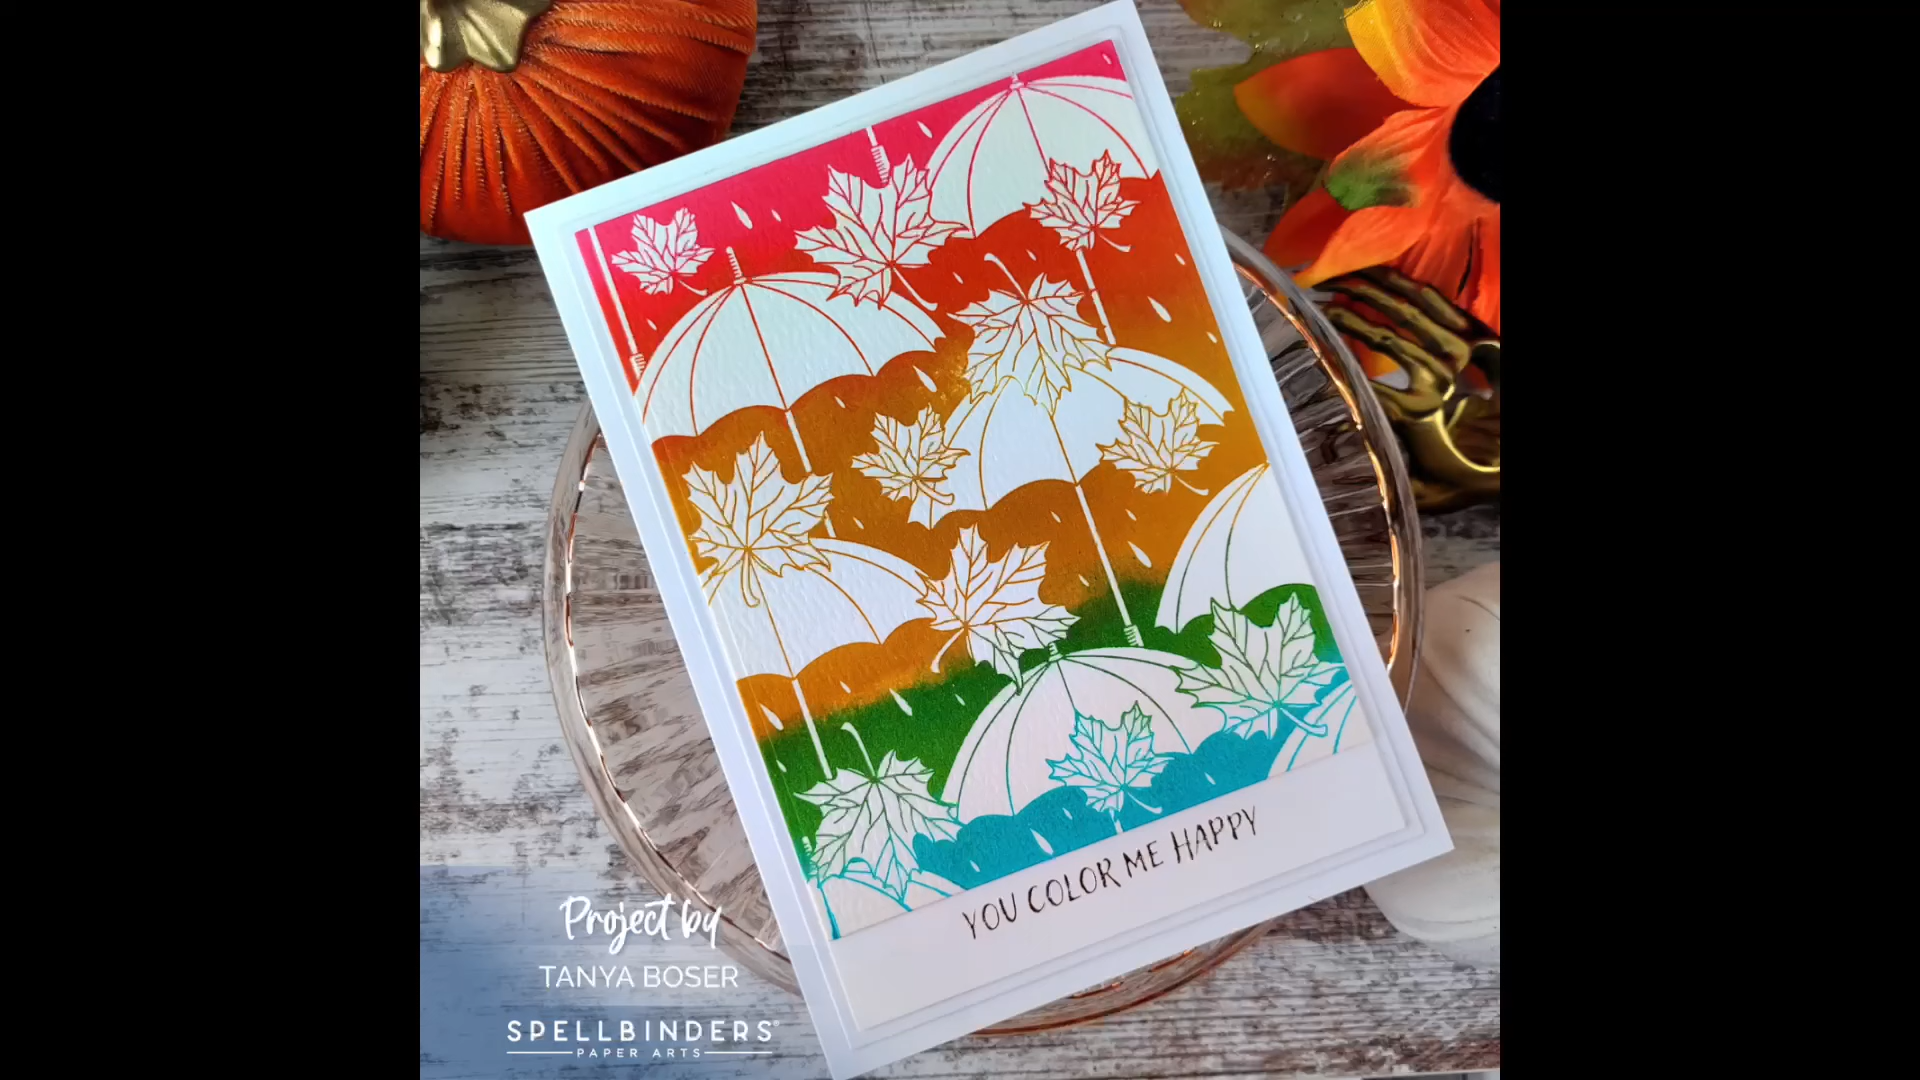 YOU COLOR ME HAPPY
Project by
TANYA BOSER
SPELLBINDERS®
PAPER ARTS